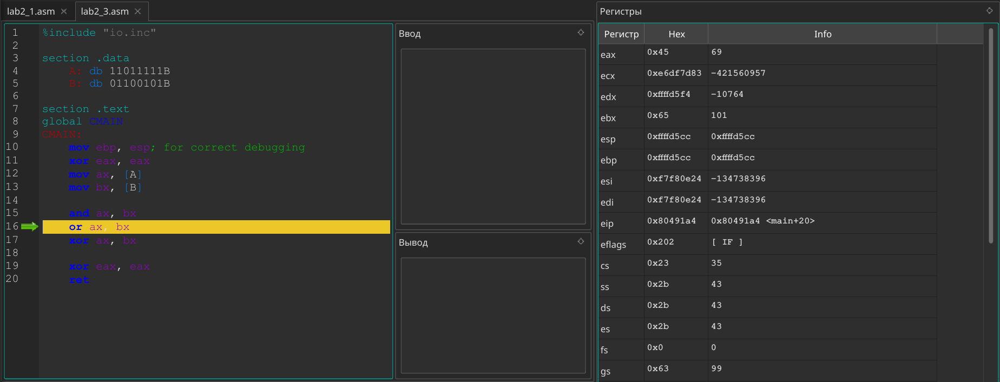 lab2_1.asm
lab2_3.asm
1 %include "io.inc"
2
3 section .data
4 A: db 11011111B
5 B: db 01100101B
6
7 section .text
8 global CMAIN
9 CMAIN:
10 mov ebp, esp; for correct debugging
11 xor eax, eax
12 mov ax, [A]
13 mov bx, [B]
14
15 and ax, bx
16 or ax, bx
17 xor ax, bx
18
19 xor eax, eax
20 ret
Ввод
Вывод
Регистры
Регистр Hex Info
eax 0x45 69
ecx 0xe6df7d83 -421560957
edx 0xffffd5f4 -10764
ebx 0x65 101
esp 0xffffd5cc 0xffffd5cc
ebp 0xffffd5cc 0xffffd5cc
esi 0xf7f80e24 -134738396
edi 0xf7f80e24 -134738396
eip 0x80491a4 0x80491a4 <main+20>
eflags 0x202 [ IF ]
cs 0x23 35
ss 0x2b 43
ds 0x2b 43
es 0x2b 43
fs 0x0 0
gs 0x63 99